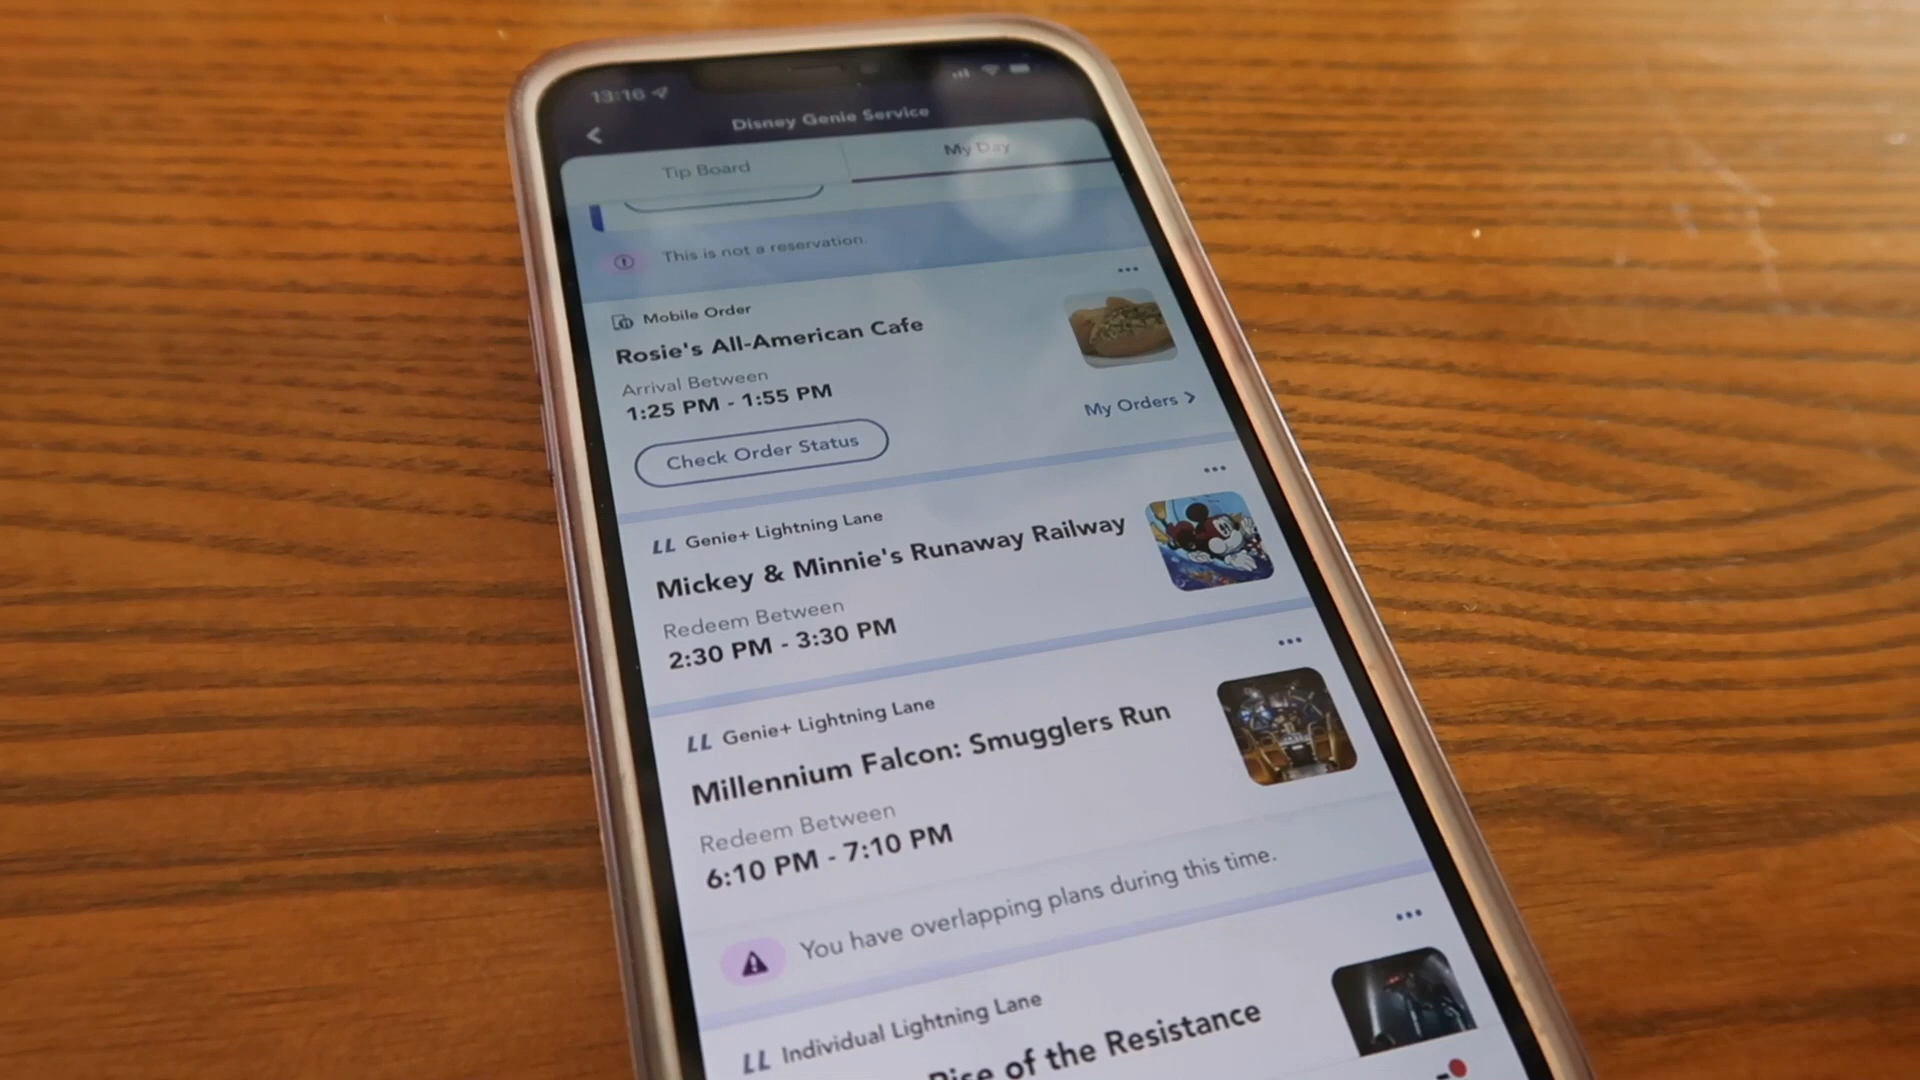 13:16
Disney Genie Service
Tip Board
My Day
This is not a reservation.
Mobile Order
Rosie's All-American Cafe
Arrival Between
1:25 PM - 1:55 PM
My Orders
Check Order Status
LL Genie+ Lightning Lane
Mickey & Minnie's Runaway Railway
Redeem Between
2:30 PM - 3:30 PM
LL Genie+ Lightning Lane
Millennium Falcon: Smugglers Run
Redeem Between
6:10 PM - 7:10 PM
You have overlapping plans during this time.
LL Individual Lightning Lane
Rise of the Resistance